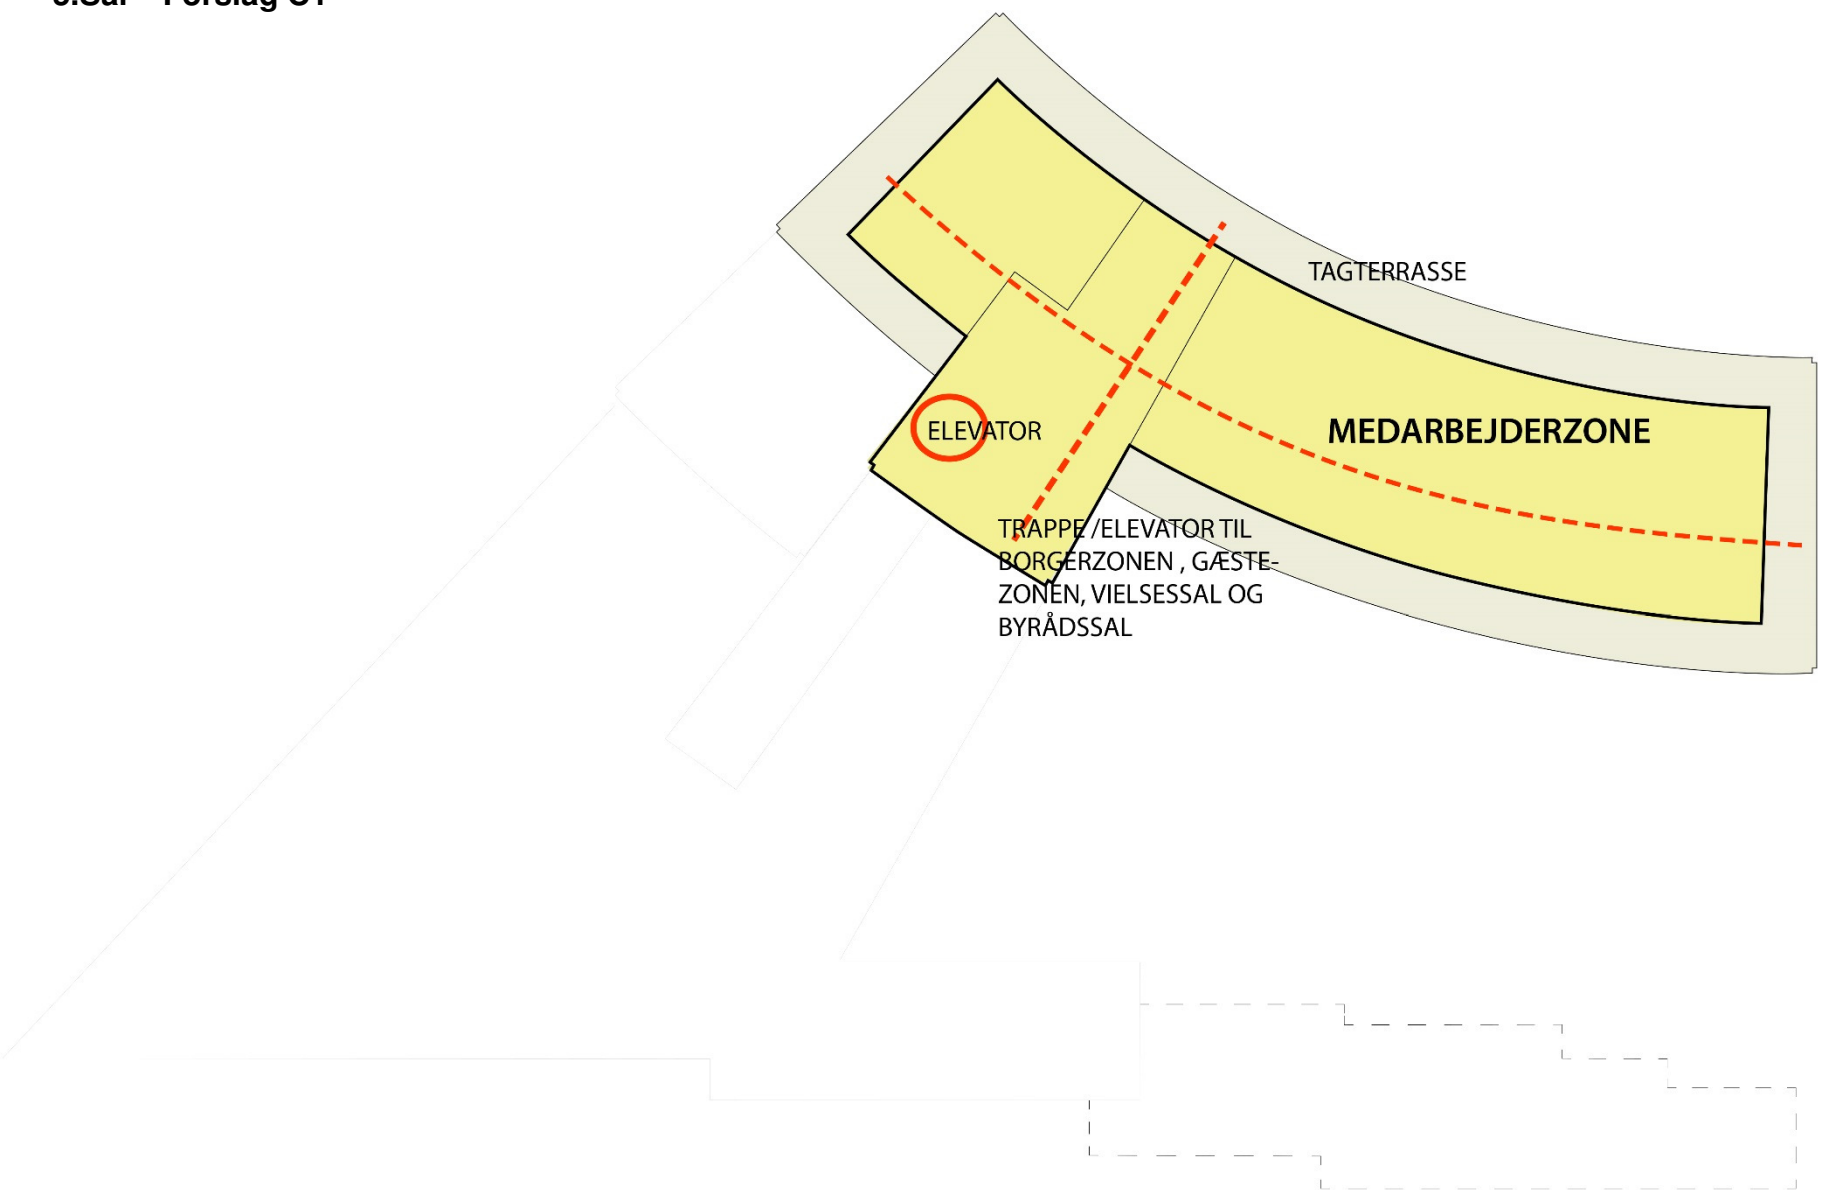 TAGTERRASSE
MEDARBEJDERZONE
ELEVATOR
TRAPPE /ELEVATOR TIL
BORGERZONEN , GÆSTE-
ZONEN, VIELSESSAL OG
BYRÅDSSAL